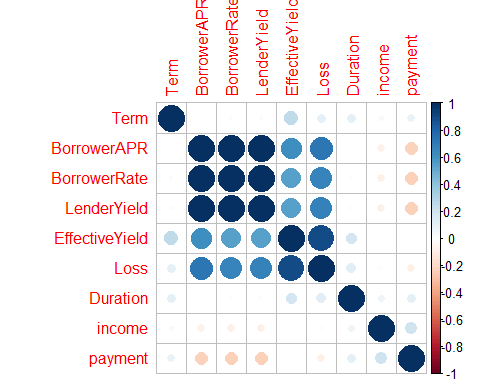 Term
BorrowerAPR
BorrowerRate
LenderYield
EffectiveYield
Loss
Duration
income
payment
Term
BorrowerAPR
BorrowerRate
LenderYield
EffectiveYield
Loss
Duration
income
payment
1
0.8
0.6
0.4
0.2
0
-0.2
-0.4
-0.6
-0.8
-1